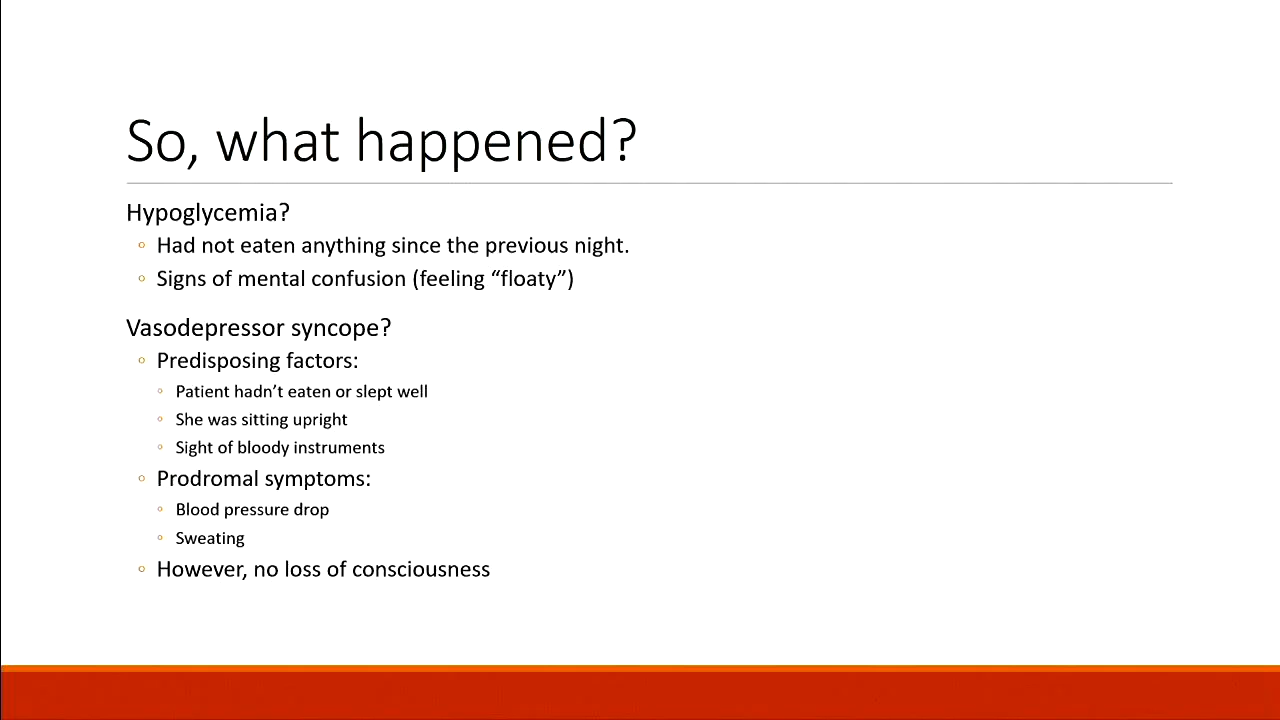 So, what happened?
Hypoglycemia?
◦ Had not eaten anything since the previous night.
◦ Signs of mental confusion (feeling “floaty”)
Vasodepressor syncope?
◦ Predisposing factors:
◦ Patient hadn’t eaten or slept well
◦ She was sitting upright
◦ Sight of bloody instruments
◦ Prodromal symptoms:
◦ Blood pressure drop
◦ Sweating
◦ However, no loss of consciousness